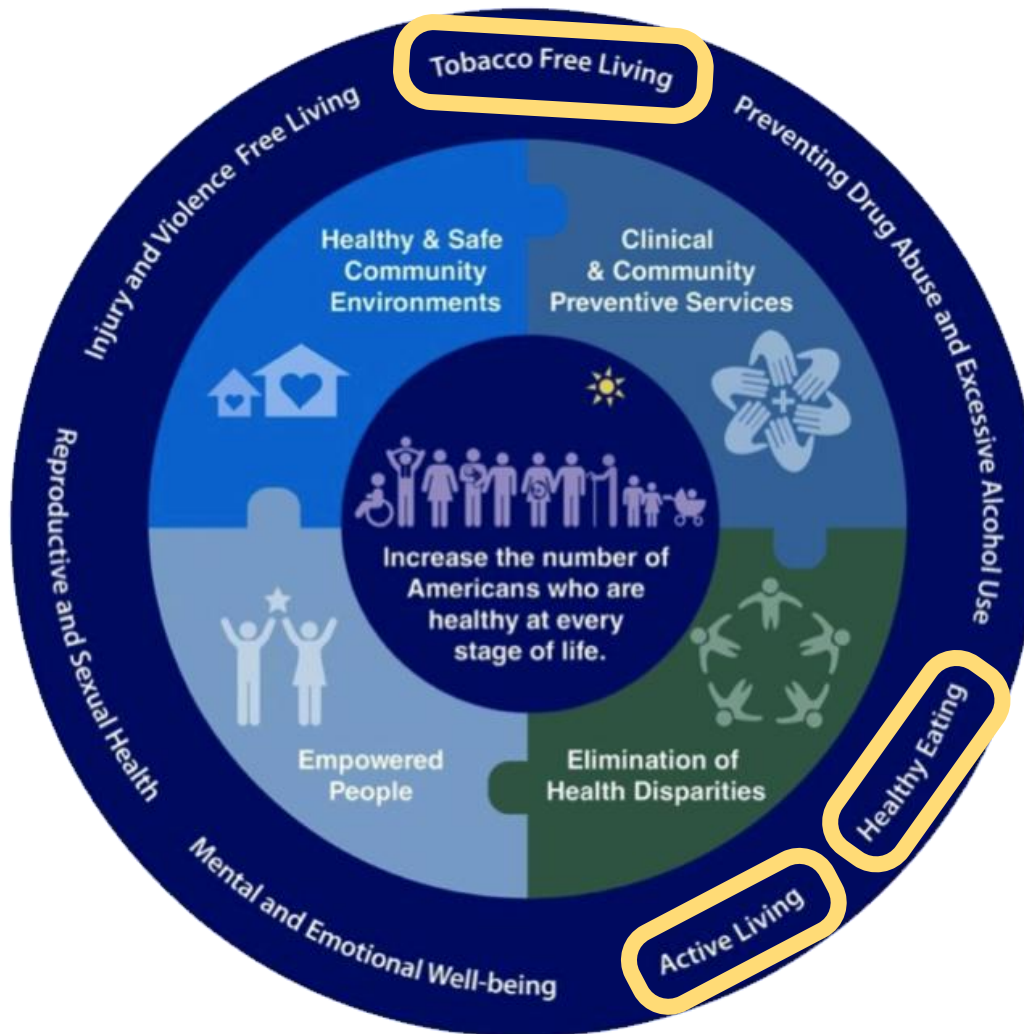 Tobacco Free Living
Preventing Drug Abuse and Excessive Alcohol Use
Healthy Eating
Active Living
Mental and Emotional Well-being
Reproductive and Sexual Health
Injury and Violence Free Living
Healthy & Safe
Community
Environments
Clinical
& Community
Preventive Services
Increase the number of
Americans who are
healthy at every
stage of life.
Empowered
People
Elimination of
Health Disparities